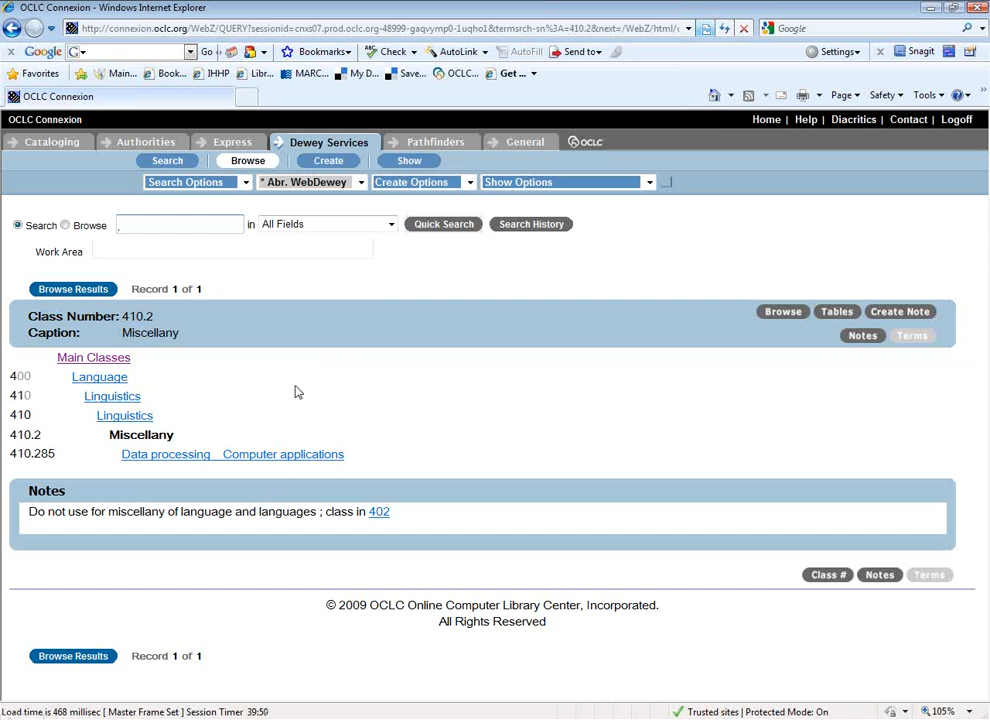 OCLC Connexion - Windows Internet Explorer
http://connexion.oclc.org/WebZ/QUERY?sessionid=cnxs07.prod.oclc.org-48999-gaqvymp0-1uqho1&termsrch-sn%3A=410.2&next=/WebZ/html/c Google
x Google G Go Bookmarks Check AutoLink AutoFill Send to Settings x Snagit
Favorites Main... Book... IHHP Libr... MARC... My D... Save... OCLC... Get ...
OCLC Connexion Page Safety Tools
OCLC Connexion Home | Help | Diacritics | Contact | Logoff
Cataloging Authorities Express Dewey Services Pathfinders General OCLC
Search Browse Create Show
Search Options * Abr. WebDewey Create Options Show Options
Search Browse . in All Fields Quick Search Search History
Work Area
Browse Results Record 1 of 1
Class Number: 410.2 Browse Tables Create Note
Caption: Miscellany Notes Terms
Main Classes
400 Language
410 Linguistics
410 Linguistics
410.2 Miscellany
410.285 Data processing Computer applications
Notes
Do not use for miscellany of language and languages ; class in 402
Class # Notes Terms
© 2009 OCLC Online Computer Library Center, Incorporated.
All Rights Reserved
Browse Results Record 1 of 1
Load time is 468 millisec [ Master Frame Set ] Session Timer 39:50 Trusted sites | Protected Mode: On 105%